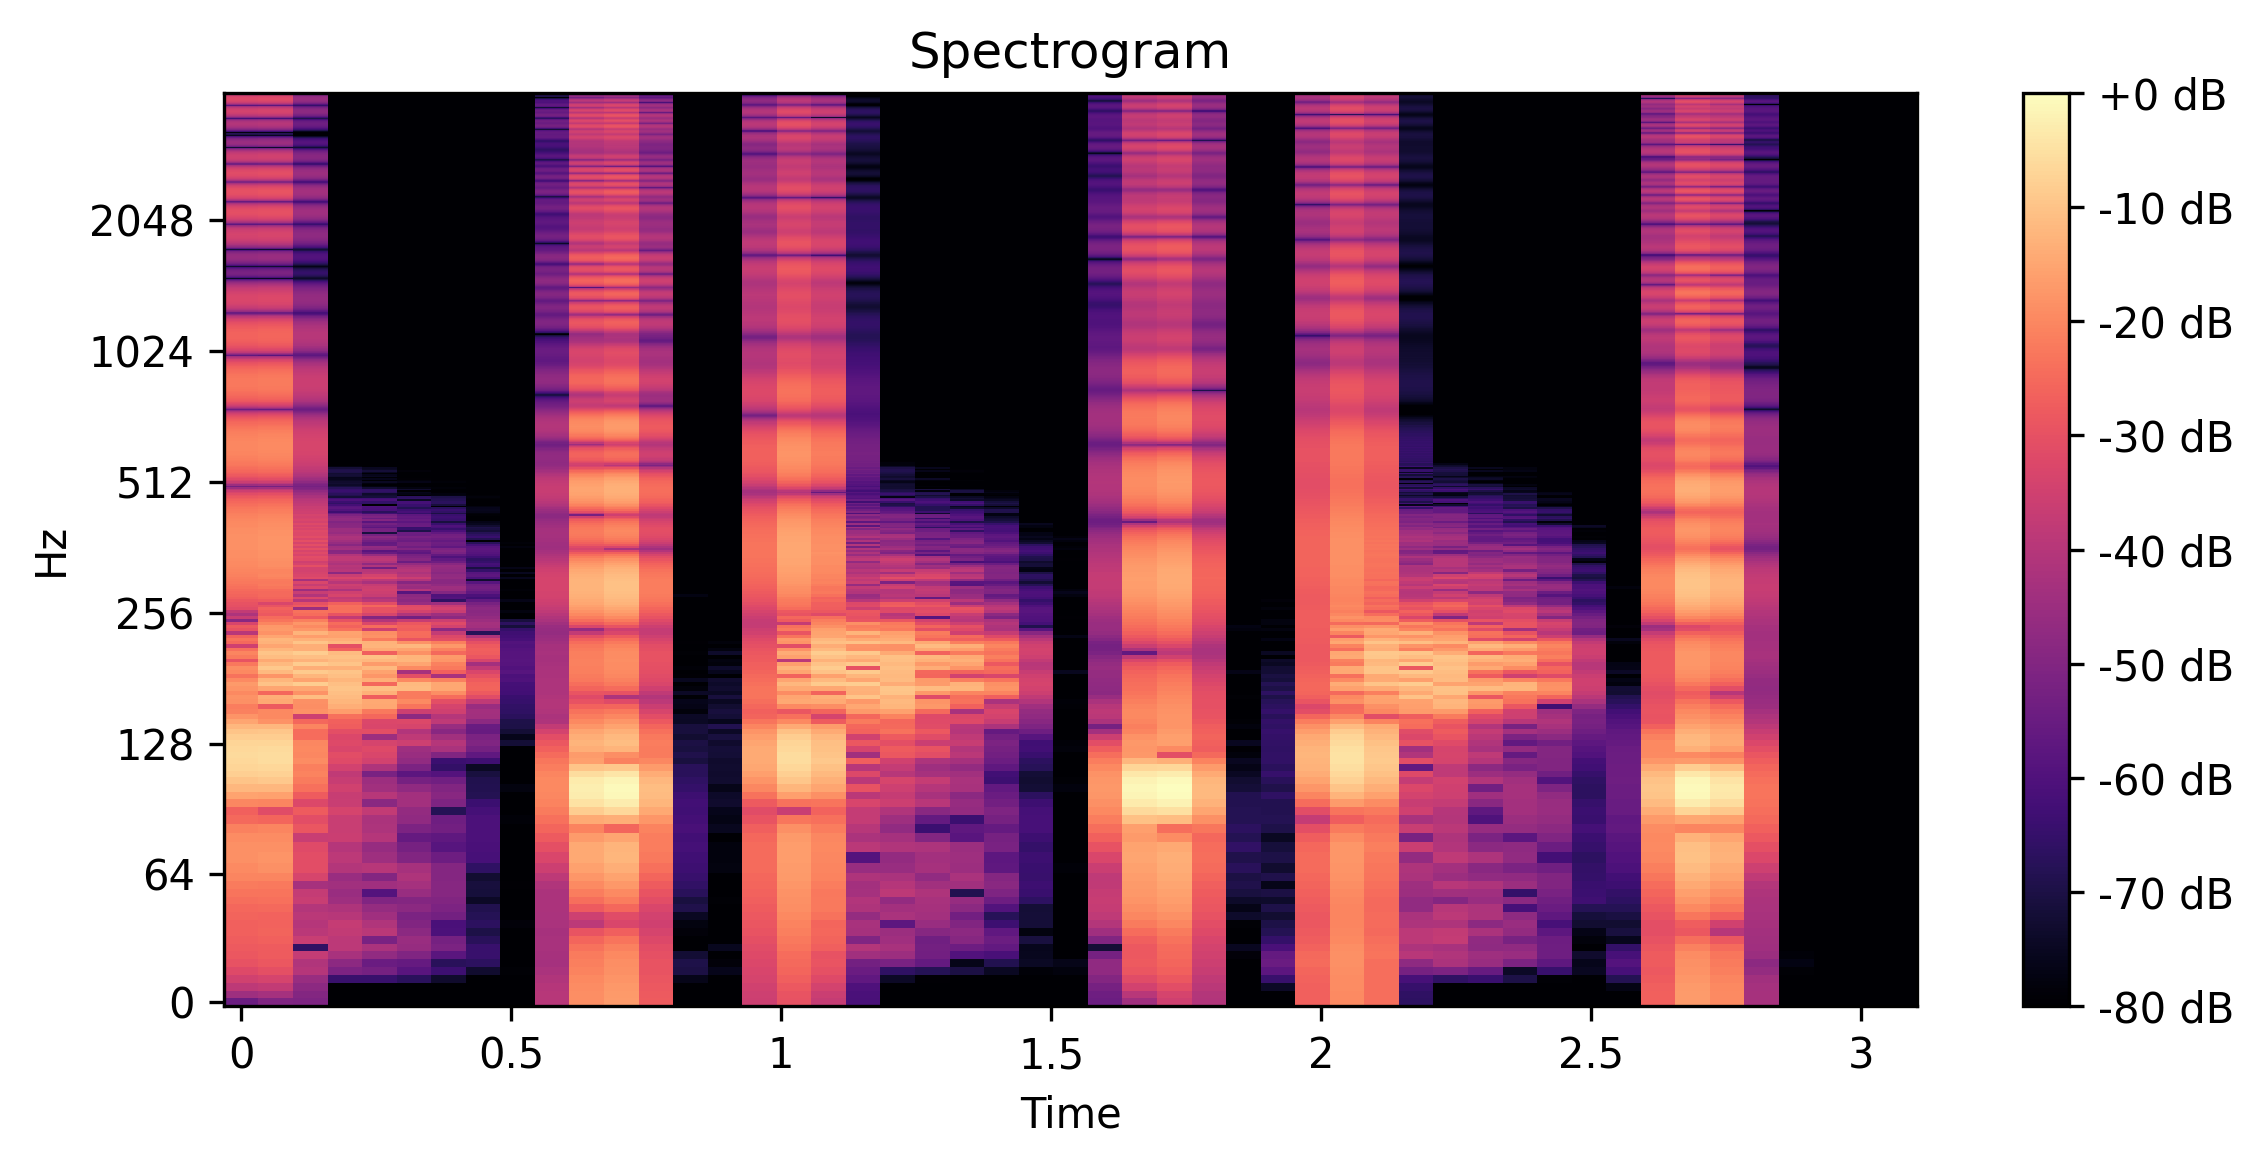 Spectrogram
+0 dB
-10 dB
-20 dB
-30 dB
-40 dB
-50 dB
-60 dB
-70 dB
-80 dB
Hz
2048
1024
512
256
128
64
0
0 0.5 1 1.5 2 2.5 3
Time